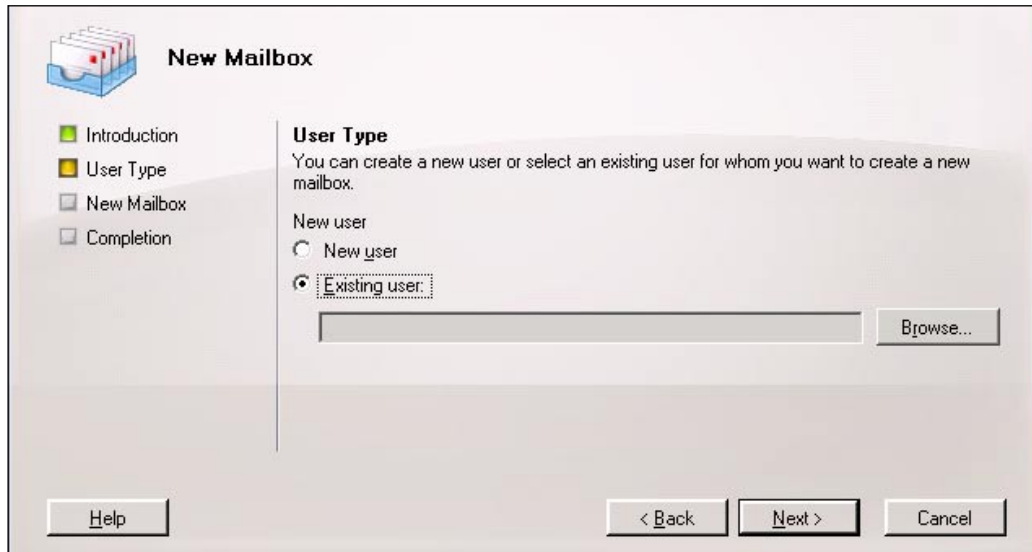 New Mailbox
Introduction
User Type
New Mailbox
Completion
User Type
You can create a new user or select an existing user for whom you want to create a new
mailbox.
New user
New user
Existing user:
Browse...
Help
< Back
Next >
Cancel